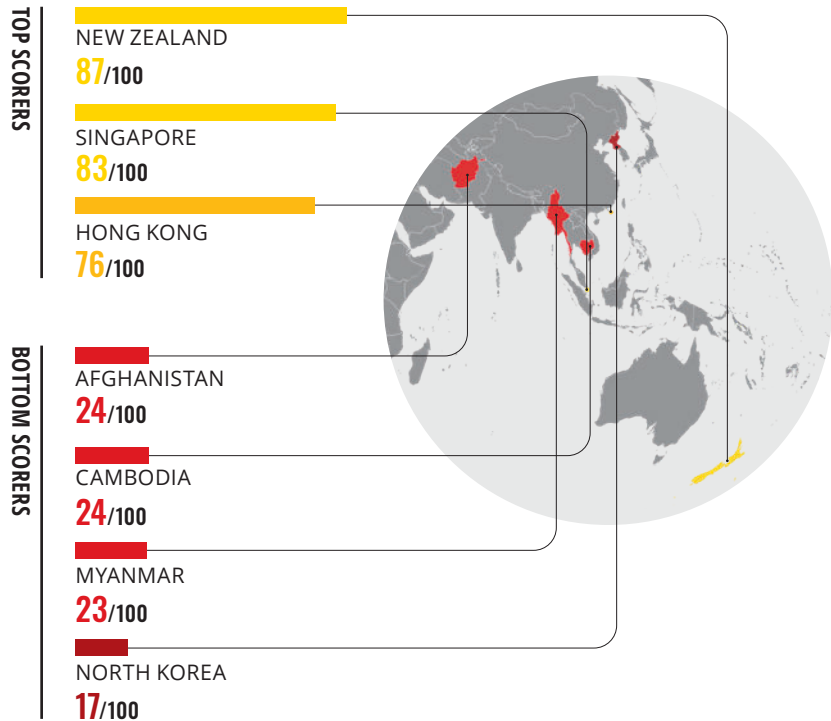 TOP SCORERS
NEW ZEALAND
87/100
SINGAPORE
83/100
HONG KONG
76/100
BOTTOM SCORERS
AFGHANISTAN
24/100
CAMBODIA
24/100
MYANMAR
23/100
NORTH KOREA
17/100